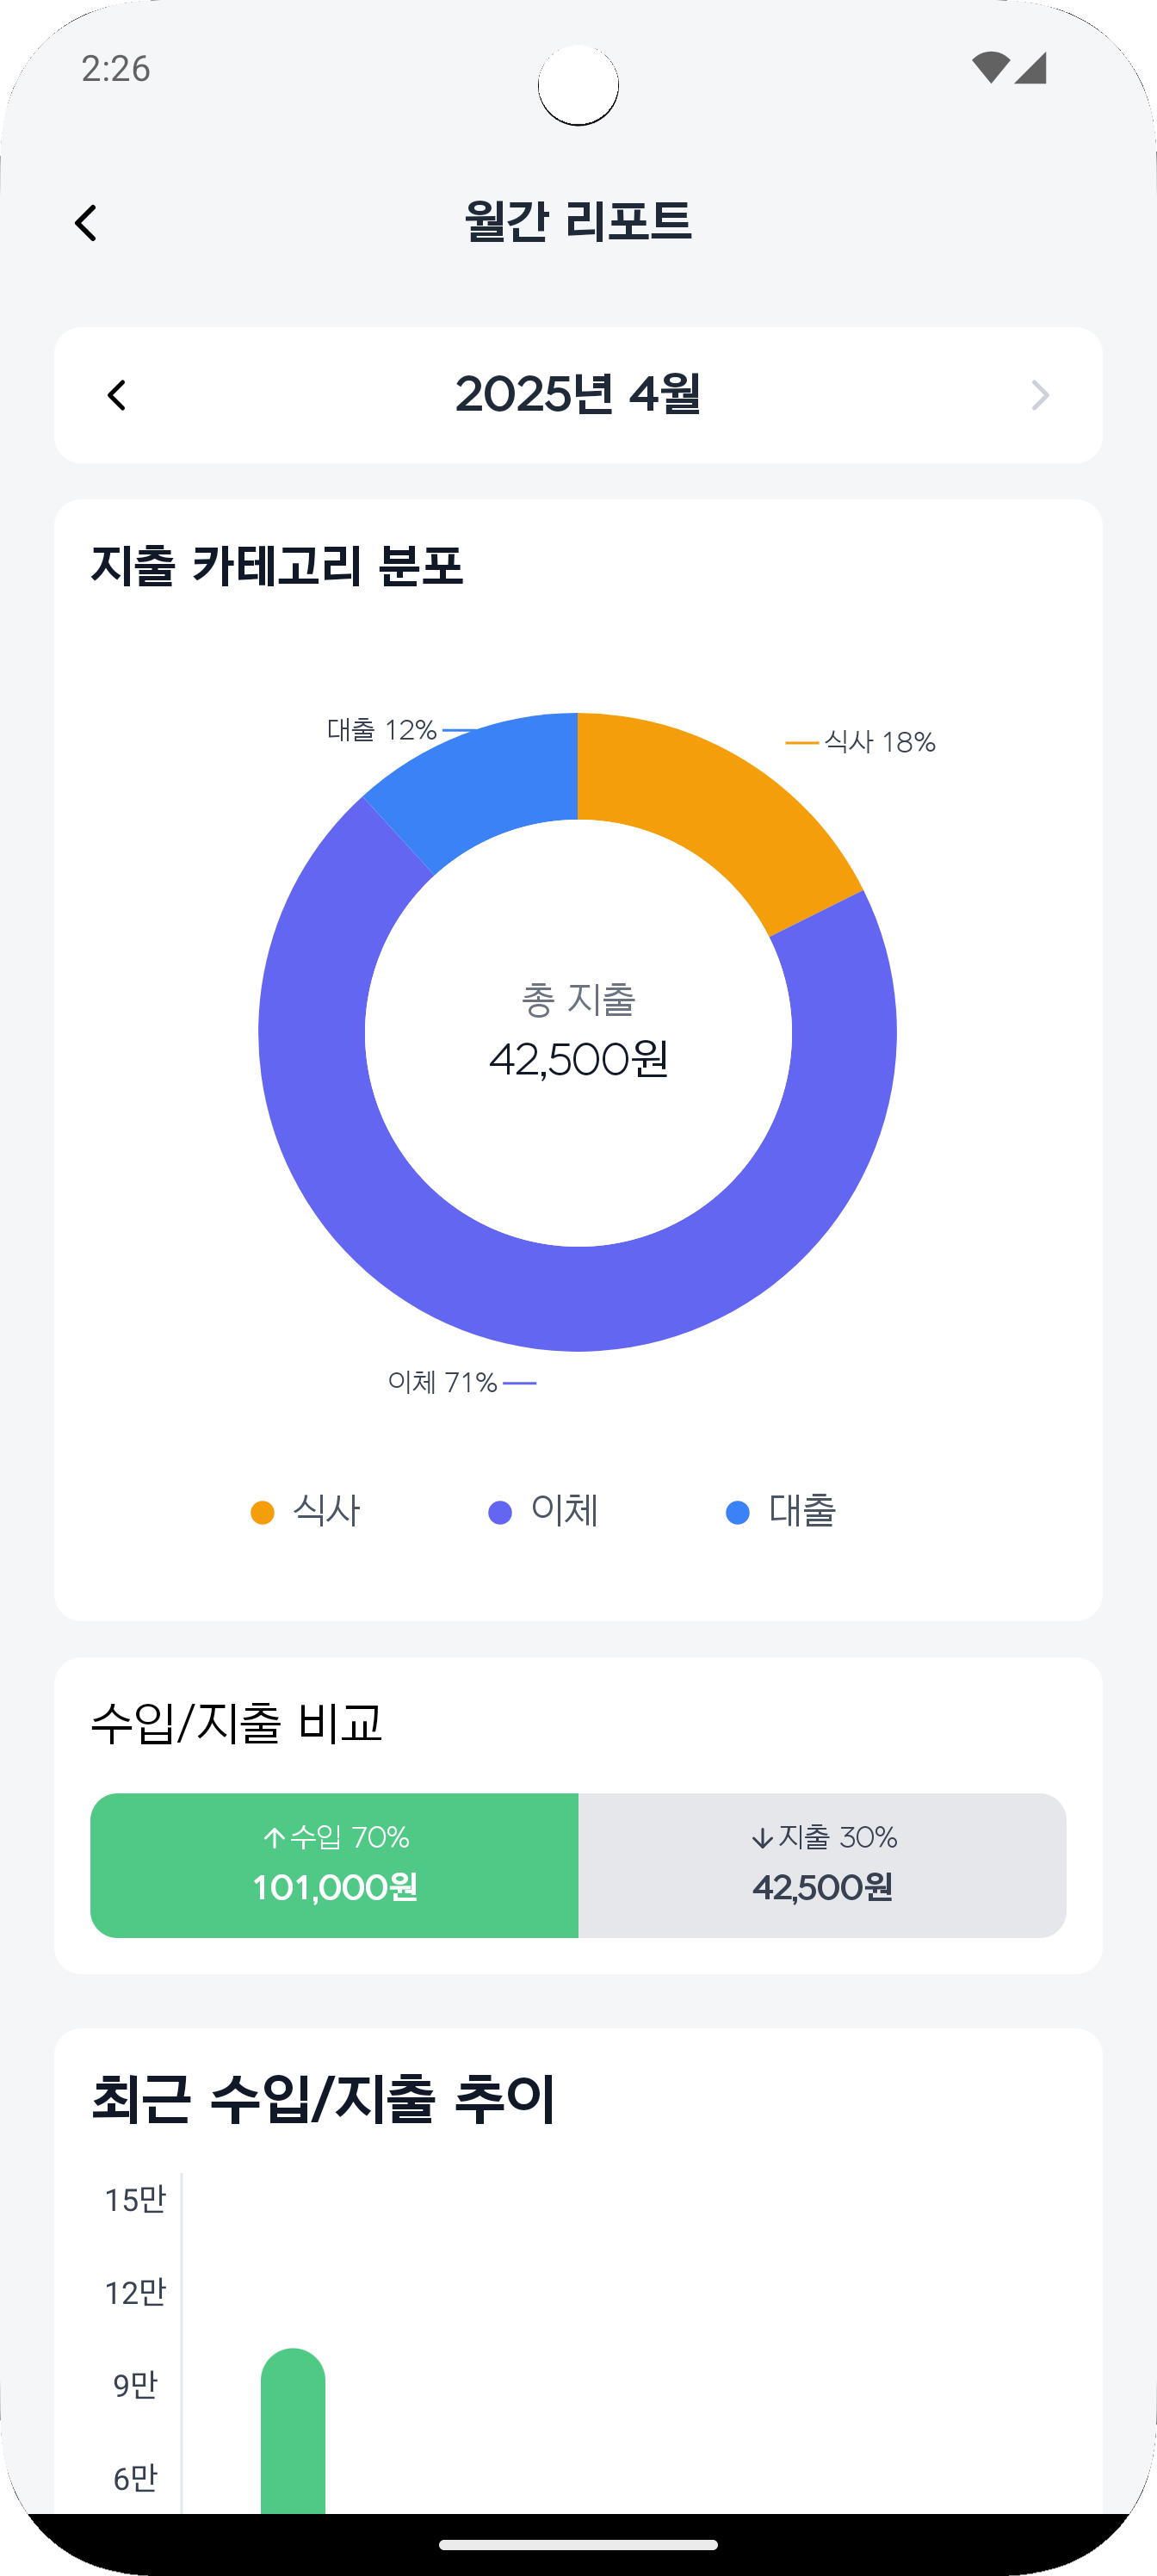 2:26
월간 리포트
2025년 4월
지출 카테고리 분포
대출 12%
식사 18%
총 지출
42,500원
이체 71%
식사 이체 대출
수입/지출 비교
↑수입 70% ↓지출 30%
101,000원 42,500원
최근 수입/지출 추이
15만
12만
9만
6만